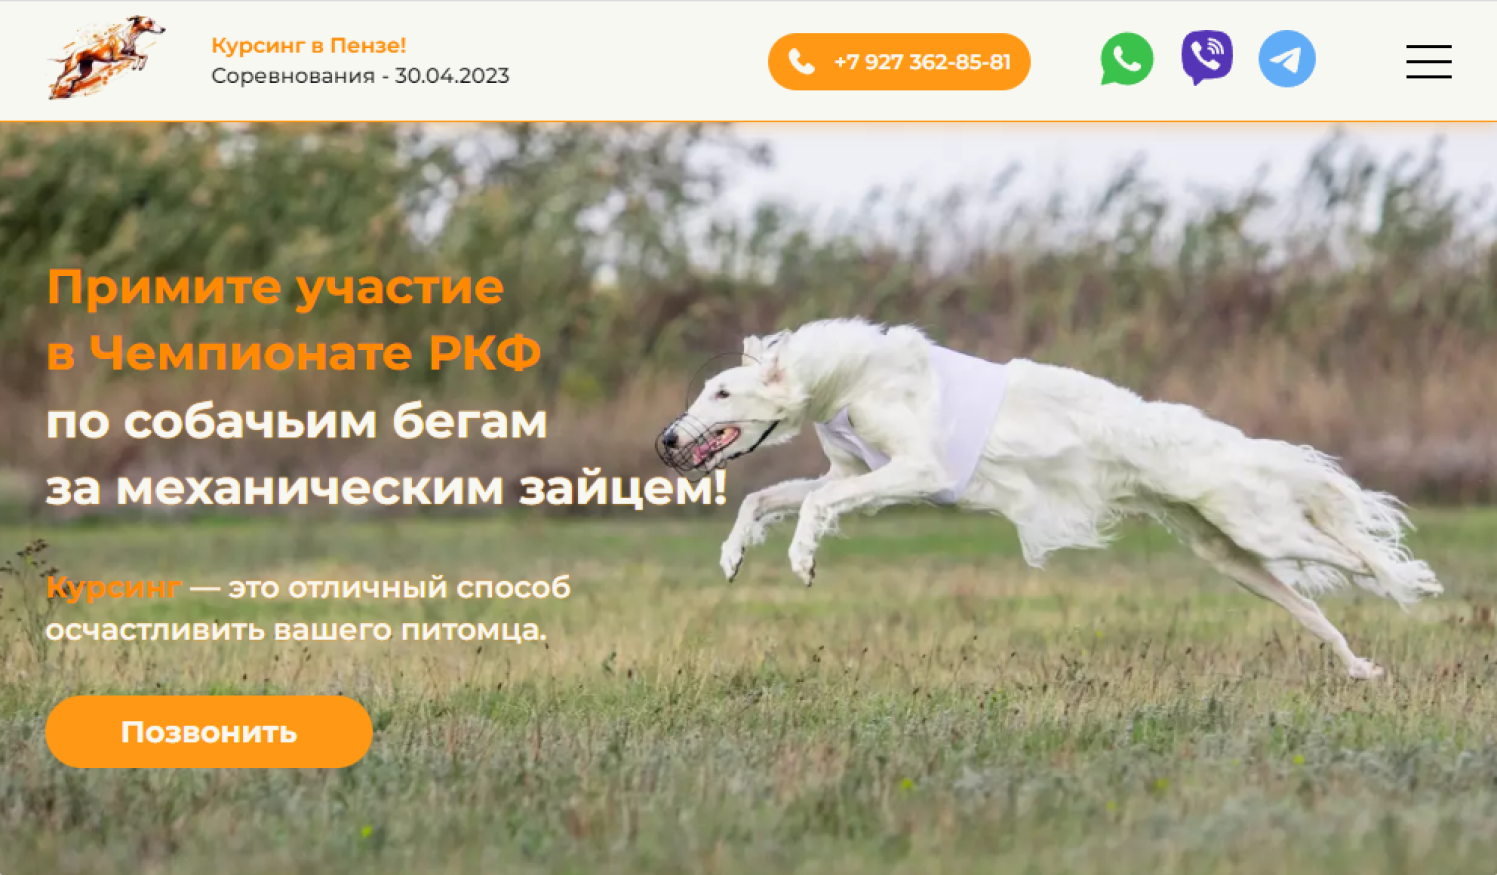 Курсинг в Пензе!
Соревнования - 30.04.2023
+7 927 362-85-81
Примите участие
в Чемпионате РКФ
по собачьим бегам
за механическим зайцем!
Курсинг — это отличный способ
осчастливить вашего питомца.
Позвонить